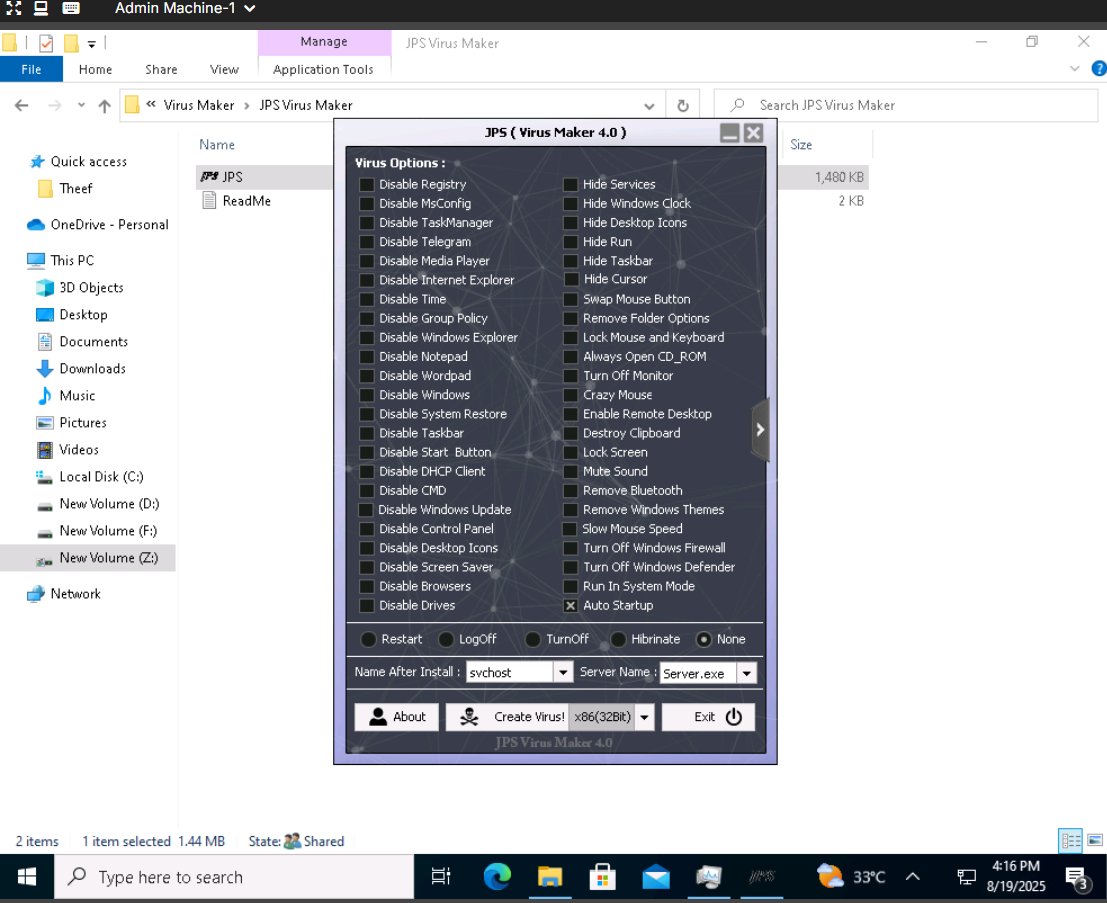 Admin Machine-1
Manage
JPS Virus Maker
File
Home
Share
View
Application Tools
« Virus Maker › JPS Virus Maker
Search JPS Virus Maker
Name
Size
Quick access
Theef
OneDrive - Personal
This PC
3D Objects
Desktop
Documents
Downloads
Music
Pictures
Videos
Local Disk (C:)
New Volume (D:)
New Volume (F:)
New Volume (Z:)
Network
JPS
1,480 KB
ReadMe
2 KB
JPS ( Virus Maker 4.0 )
Virus Options :
Disable Registry
Disable MsConfig
Disable TaskManager
Disable Telegram
Disable Media Player
Disable Internet Explorer
Disable Time
Disable Group Policy
Disable Windows Explorer
Disable Notepad
Disable Wordpad
Disable Windows
Disable System Restore
Disable Taskbar
Disable Start Button
Disable DHCP Client
Disable CMD
Disable Windows Update
Disable Control Panel
Disable Desktop Icons
Disable Screen Saver
Disable Browsers
Disable Drives
Hide Services
Hide Windows Clock
Hide Desktop Icons
Hide Run
Hide Taskbar
Hide Cursor
Swap Mouse Button
Remove Folder Options
Lock Mouse and Keyboard
Always Open CD_ROM
Turn Off Monitor
Crazy Mouse
Enable Remote Desktop
Destroy Clipboard
Lock Screen
Mute Sound
Remove Bluetooth
Remove Windows Themes
Slow Mouse Speed
Turn Off Windows Firewall
Turn Off Windows Defender
Run In System Mode
Auto Startup
Restart LogOff TurnOff Hibrinate None
Name After Install : svchost Server Name : Server.exe
About Create Virus! x86(32Bit) Exit
JPS Virus Maker 4.0
2 items 1 item selected 1.44 MB State: Shared
Type here to search
33°C
4:16 PM
8/19/2025
3